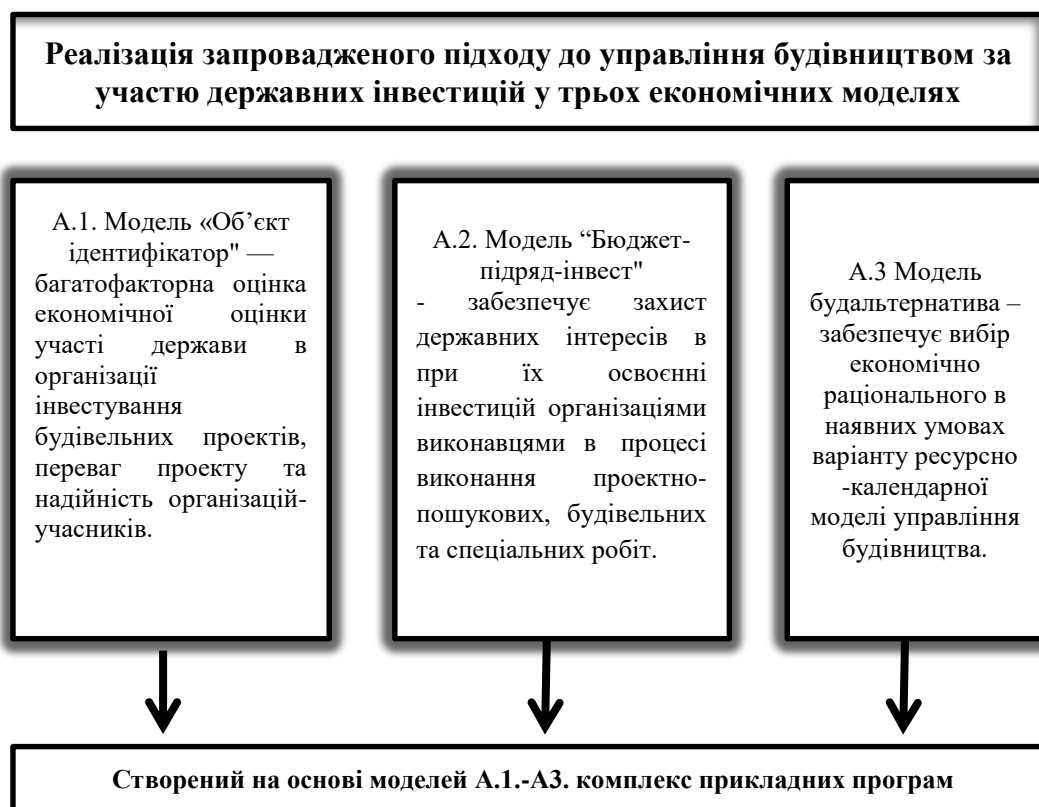 Реалізація запровадженого підходу до управління будівництвом за
участю державних інвестицій у трьох економічних моделях
А.1. Модель «Об’єкт
ідентифікатор" —
багатофакторна оцінка
економічної оцінки
участі держави в
організації
інвестування
будівельних проектів,
переваг проекту та
надійність організацій-
учасників.
А.2. Модель “Бюджет-
підряд-інвест"
- забезпечує захист
державних інтересів в
при їх освоєнні
інвестицій організаціями
виконавцями в процесі
виконання проектно-
пошукових, будівельних
та спеціальних робіт.
А.3 Модель
будальтернатива –
забезпечує вибір
економічно
раціонального в
наявних умовах
варіанту ресурсно
-календарної
моделі управління
будівництва.
Створений на основі моделей А.1.-А3. комплекс прикладних програм